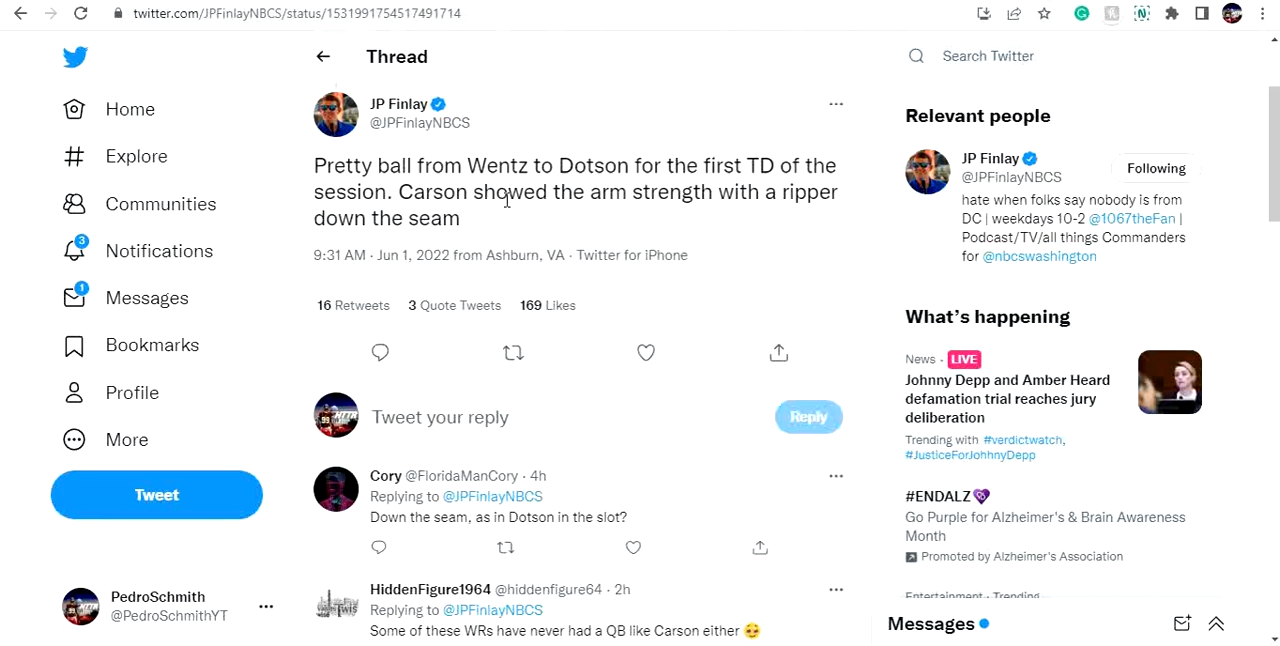 twitter.com/JPFinlayNBCS/status/1531991754517491714
Thread
Search Twitter
Home
Explore
Communities
3
Notifications
1
Messages
Bookmarks
Profile
More
Tweet
PedroSchmith
@PedroSchmithYT
JP Finlay
@JPFinlayNBCS
Pretty ball from Wentz to Dotson for the first TD of the
session. Carson showed the arm strength with a ripper
down the seam
9:31 AM · Jun 1, 2022 from Ashburn, VA · Twitter for iPhone
16 Retweets 3 Quote Tweets 169 Likes
Tweet your reply
Reply
Cory @FloridaManCory · 4h
Replying to @JPFinlayNBCS
Down the seam, as in Dotson in the slot?
HiddenFigure1964 @hiddenfigure64 · 2h
Replying to @JPFinlayNBCS
Some of these WRs have never had a QB like Carson either 🥺
Relevant people
JP Finlay
@JPFinlayNBCS
Following
hate when folks say nobody is from
DC | weekdays 10-2 @1067theFan |
Podcast/TV/all things Commanders
for @nbcswashington
What's happening
News · LIVE
Johnny Depp and Amber Heard
defamation trial reaches jury
deliberation
Trending with #verdictwatch,
#JusticeForJohhnyDepp
#ENDALZ💜
Go Purple for Alzheimer's & Brain Awareness
Month
Promoted by Alzheimer's Association
Entertainment · Trending
Messages